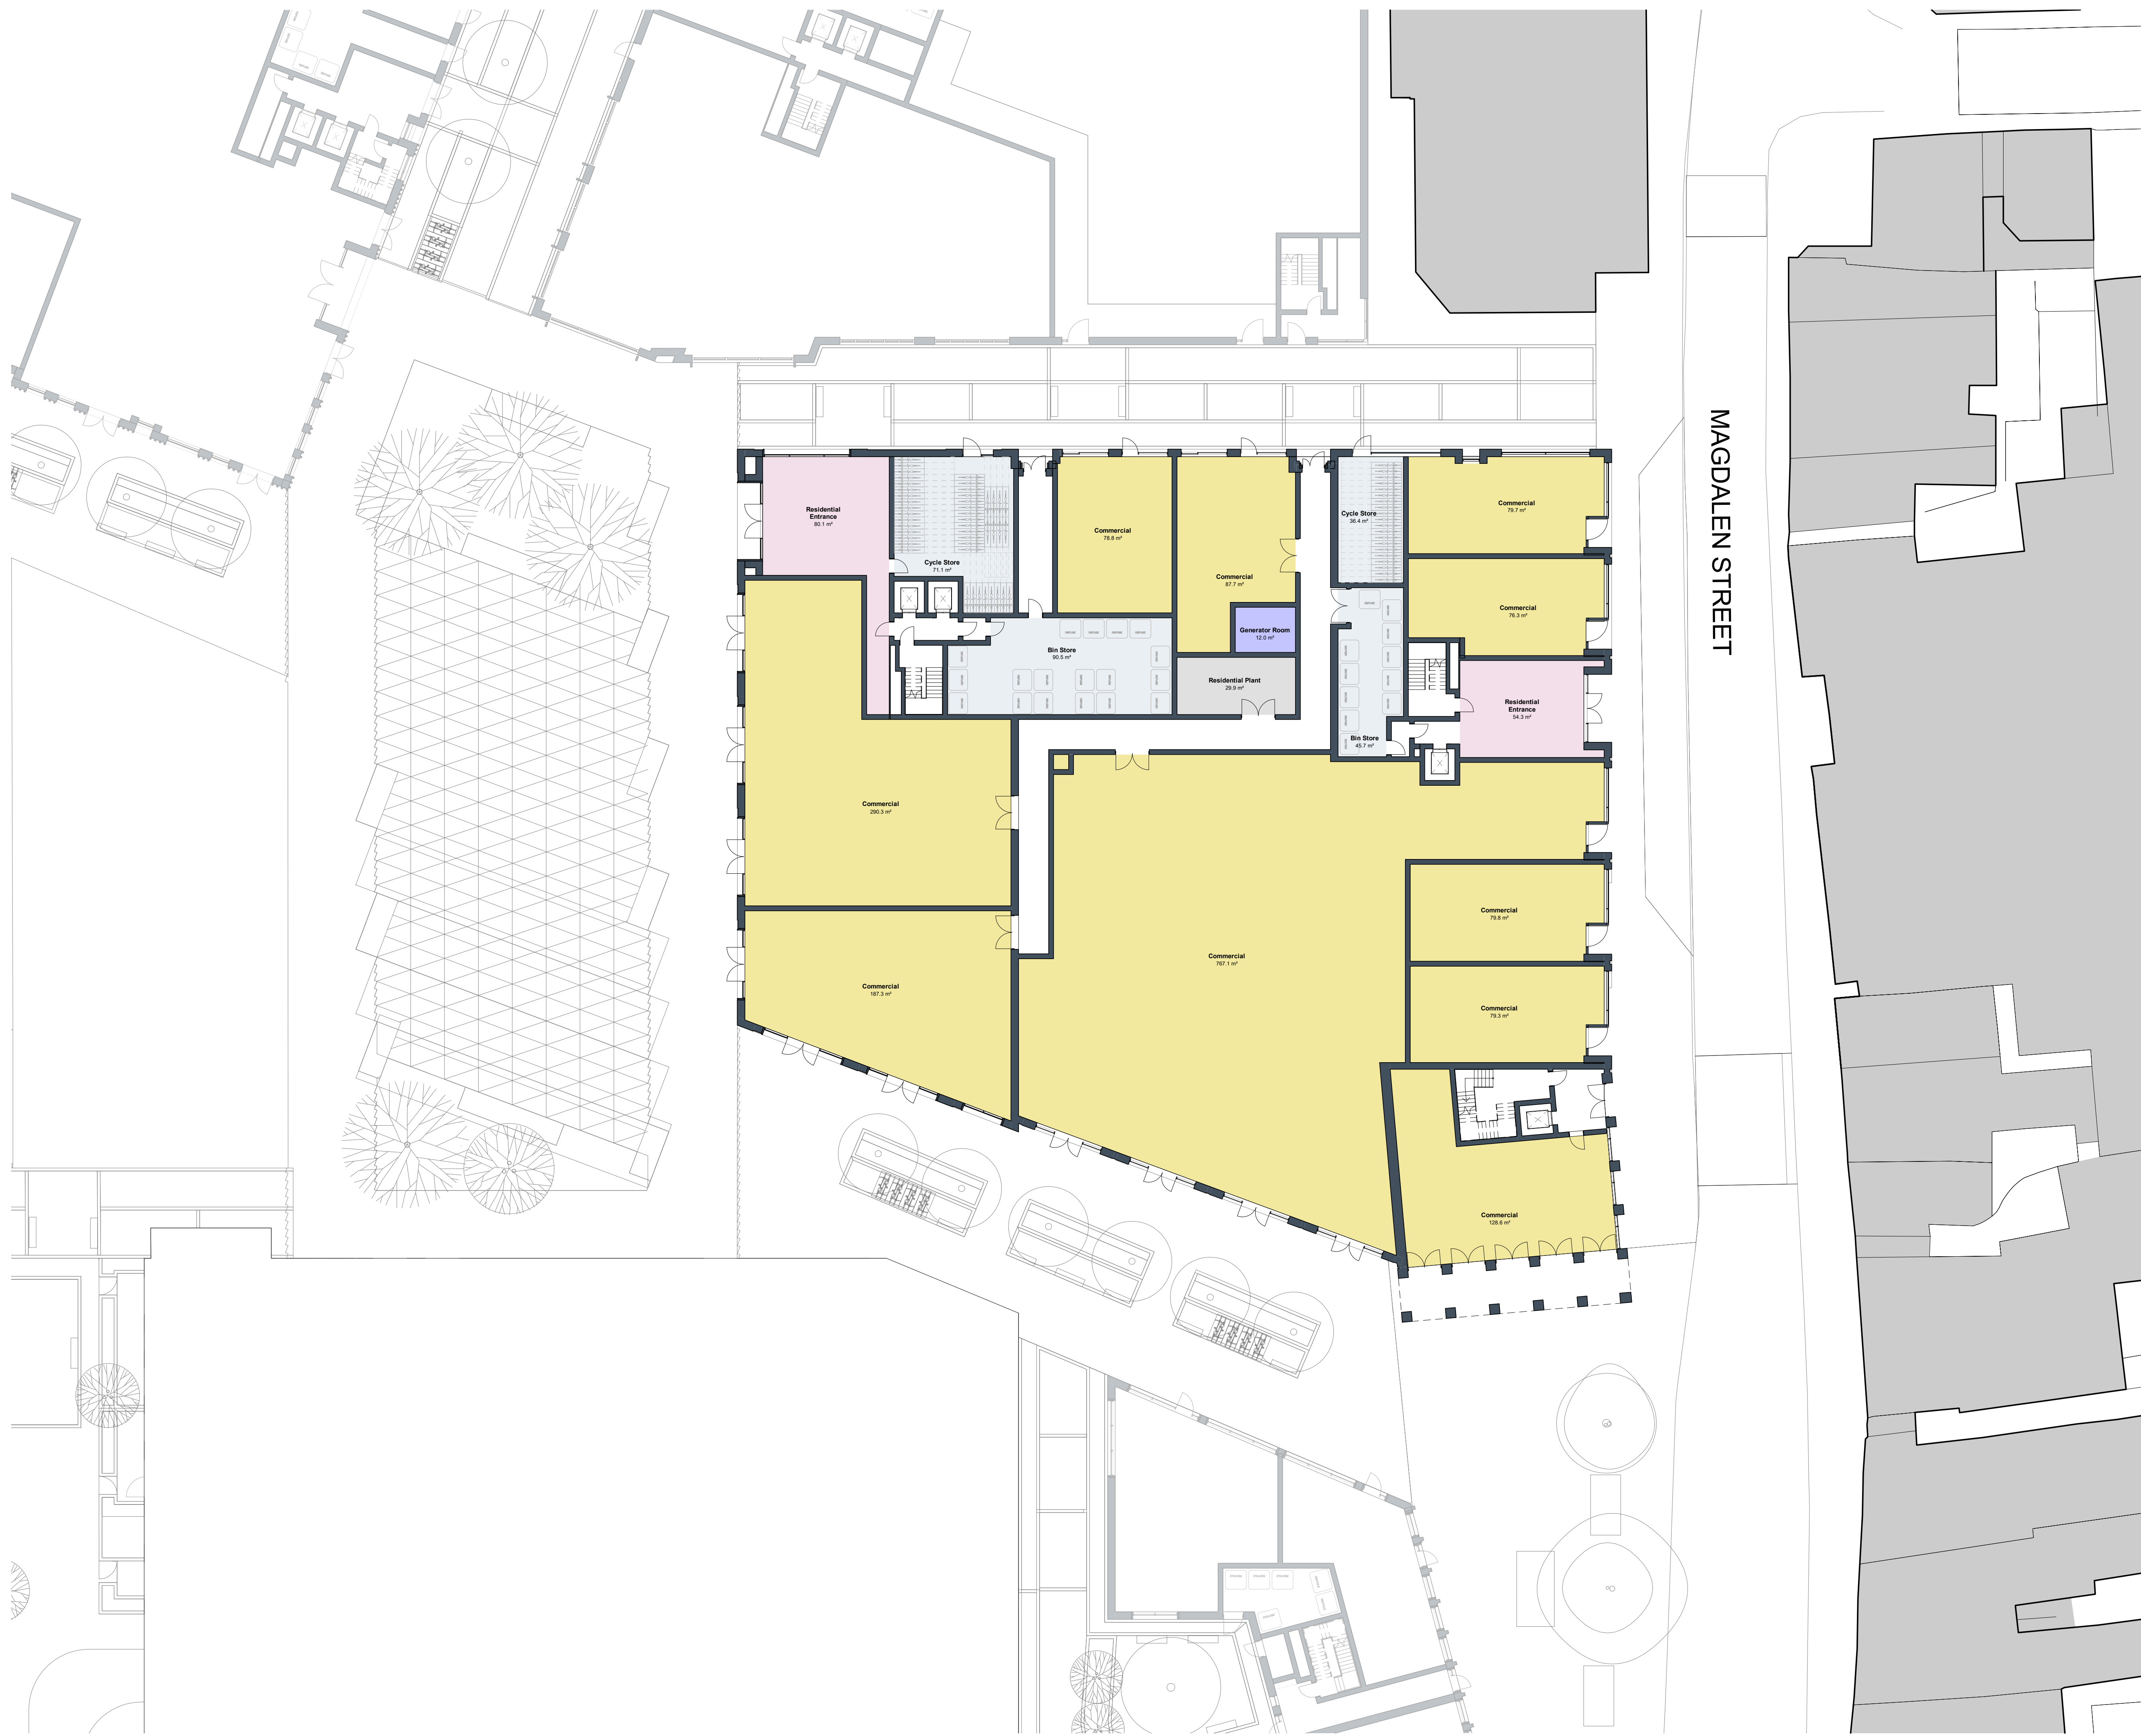 MAGDALEN STREET
Residential
Entrance
80.1 m²
Cycle Store
71.1 m²
Commercial
78.8 m²
Commercial
87.7 m²
Cycle Store
36.4 m²
Commercial
79.7 m²
Commercial
76.3 m²
Generator Room
12.0 m²
Bin Store
90.5 m²
Residential Plant
29.9 m²
Residential
Entrance
54.3 m²
Bin Store
45.7 m²
Commercial
290.3 m²
Commercial
79.8 m²
Commercial
767.1 m²
Commercial
187.3 m²
Commercial
79.3 m²
Commercial
128.6 m²